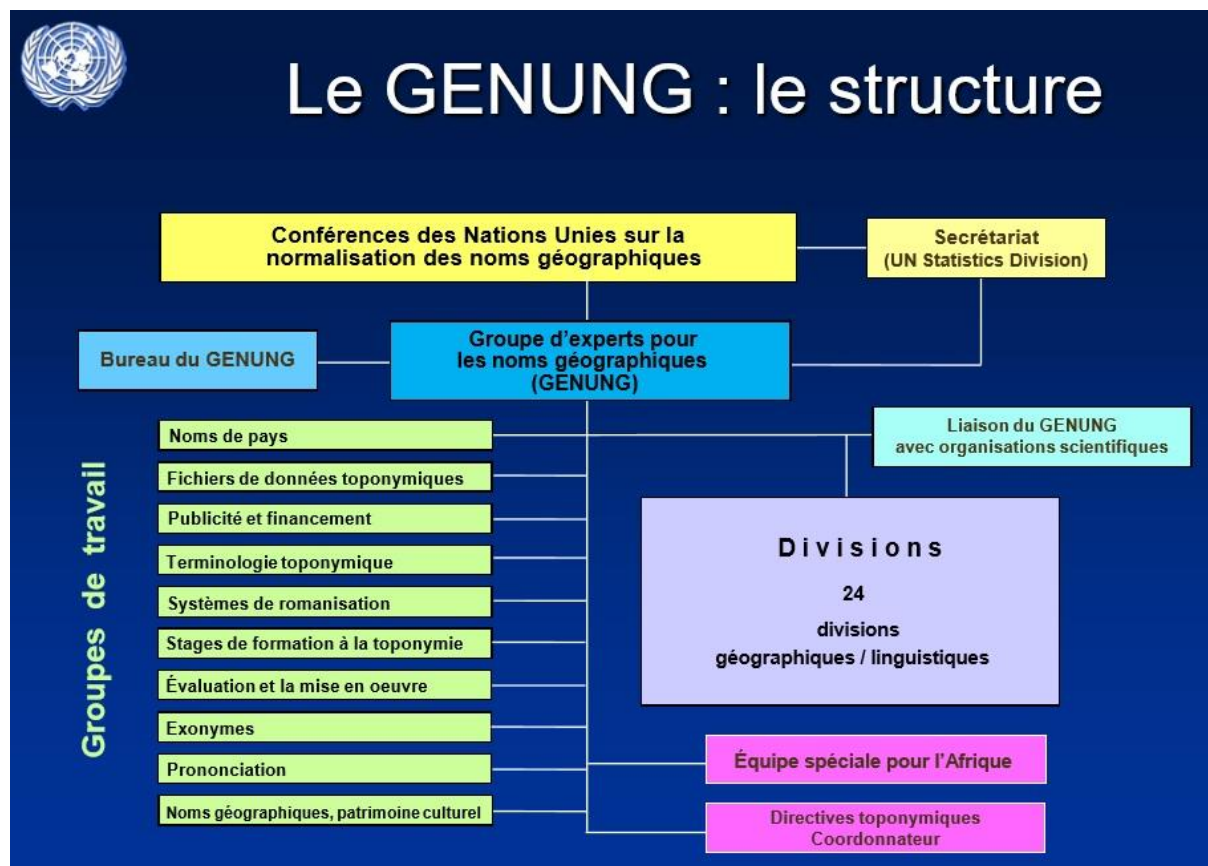 Le GENUNG : le structure
Conférences des Nations Unies sur la
normalisation des noms géographiques
Secrétariat
(UN Statistics Division)
Bureau du GENUNG
Groupe d’experts pour
les noms géographiques
(GENUNG)
Liaison du GENUNG
avec organisations scientifiques
Groupes de travail
Noms de pays
Fichiers de données toponymiques
Publicité et financement
Terminologie toponymique
Systèmes de romanisation
Stages de formation à la toponymie
Évaluation et la mise en oeuvre
Exonymes
Prononciation
Noms géographiques, patrimoine culturel
Divisions
24
divisions
géographiques / linguistiques
Équipe spéciale pour l’Afrique
Directives toponymiques
Coordonnateur